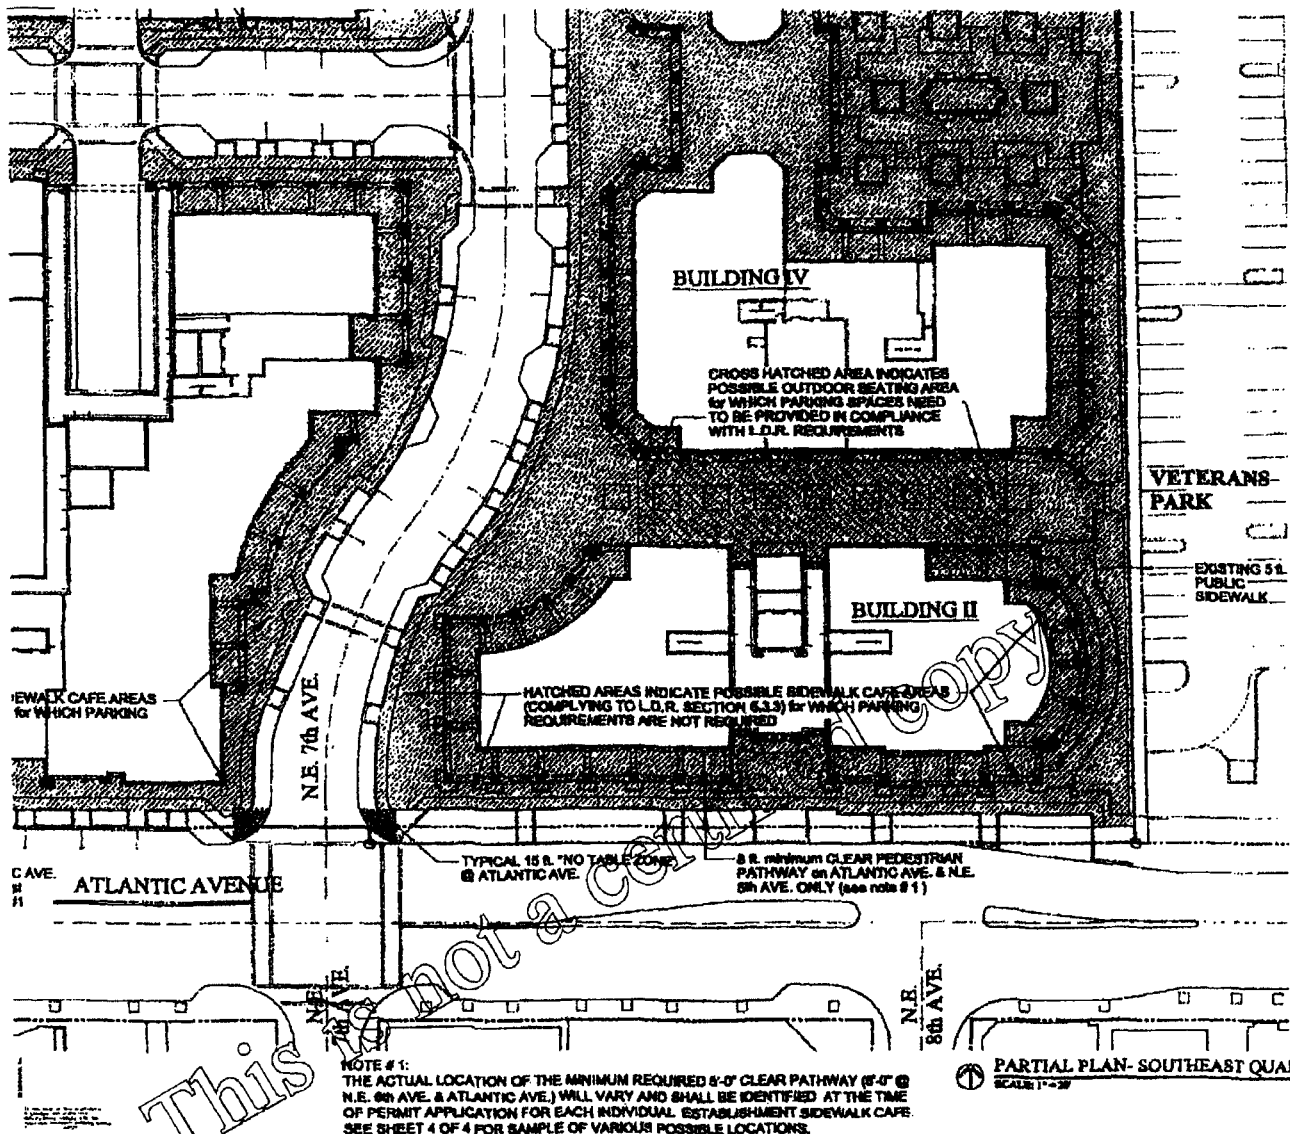 BUILDING IV
CROSS HATCHED AREA INDICATES
POSSIBLE OUTDOOR SEATING AREA
for WHICH PARKING SPACES NEED
TO BE PROVIDED IN COMPLIANCE
WITH L.D.R. REQUIREMENTS
VETERANS
PARK
EXISTING 5 ft.
PUBLIC
SIDEWALK
BUILDING II
EWALK CAFE AREAS
for WHICH PARKING
HATCHED AREAS INDICATE POSSIBLE SIDEWALK CAFE AREAS
(COMPLYING TO L.D.R. SECTION 6.3.3) for WHICH PARKING
REQUIREMENTS ARE NOT REQUIRED
N.E. 7th AVE.
TYPICAL 15 ft. "NO TABLE ZONE"
@ ATLANTIC AVE.
8 ft. minimum CLEAR PEDESTRIAN
PATHWAY on ATLANTIC AVE. & N.E.
AVE. ONLY (see note # 1)
C AVE.
#1
ATLANTIC AVENUE
N.E.
7th AVE.
N.E.
8th AVE.
This is not a copy
NOTE # 1:
THE ACTUAL LOCATION OF THE MINIMUM REQUIRED CLEAR PATHWAY @
N.E. AVE. & ATLANTIC AVE.) WILL VARY AND SHALL BE IDENTIFIED AT THE TIME
OF PERMIT APPLICATION FOR EACH INDIVIDUAL ESTABLISHMENT SIDEWALK CAFE.
SEE SHEET 4 OF 4 FOR SAMPLE OF VARIOUS POSSIBLE LOCATIONS.
PARTIAL PLAN- SOUTHEAST QUA
SCALE: